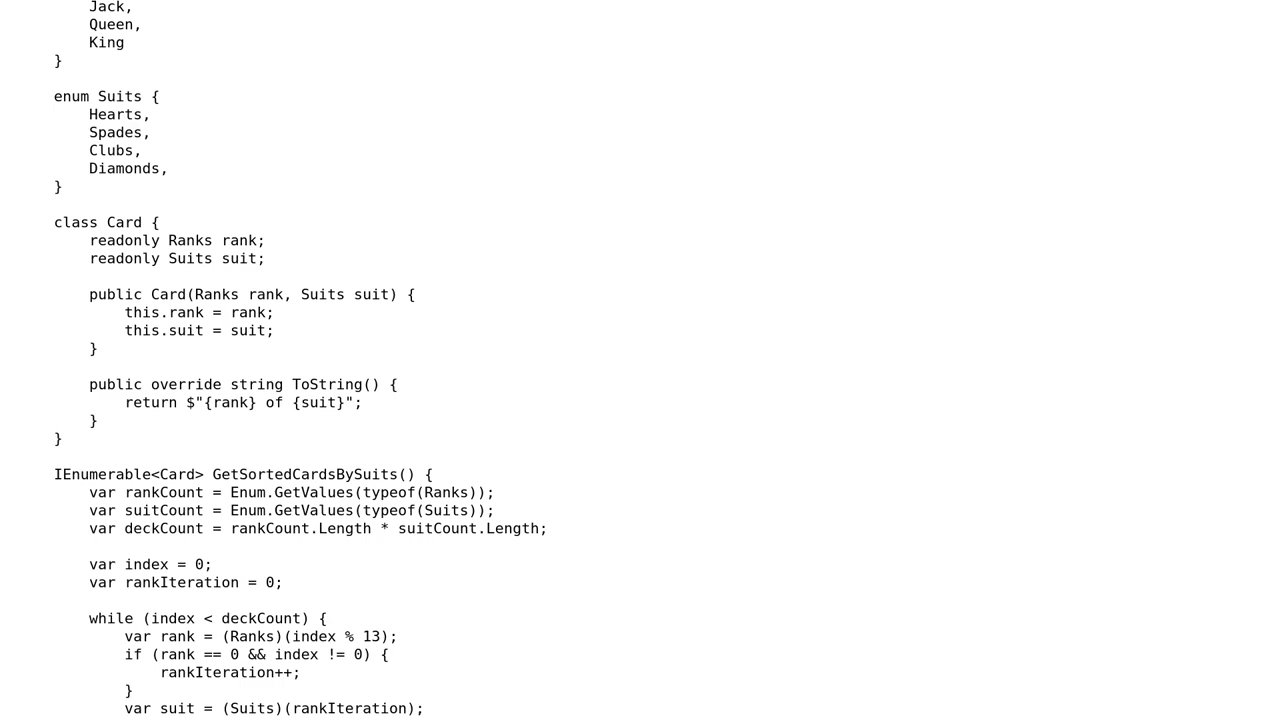 Jack,
Queen,
King
}
enum Suits {
Hearts,
Spades,
Clubs,
Diamonds,
}
class Card {
readonly Ranks rank;
readonly Suits suit;
public Card(Ranks rank, Suits suit) {
this.rank = rank;
this.suit = suit;
}
public override string ToString() {
return $"{rank} of {suit}";
}
}
IEnumerable<Card> GetSortedCardsBySuits() {
var rankCount = Enum.GetValues(typeof(Ranks));
var suitCount = Enum.GetValues(typeof(Suits));
var deckCount = rankCount.Length * suitCount.Length;
var index = 0;
var rankIteration = 0;
while (index < deckCount) {
var rank = (Ranks)(index % 13);
if (rank == 0 && index != 0) {
rankIteration++;
}
var suit = (Suits)(rankIteration);